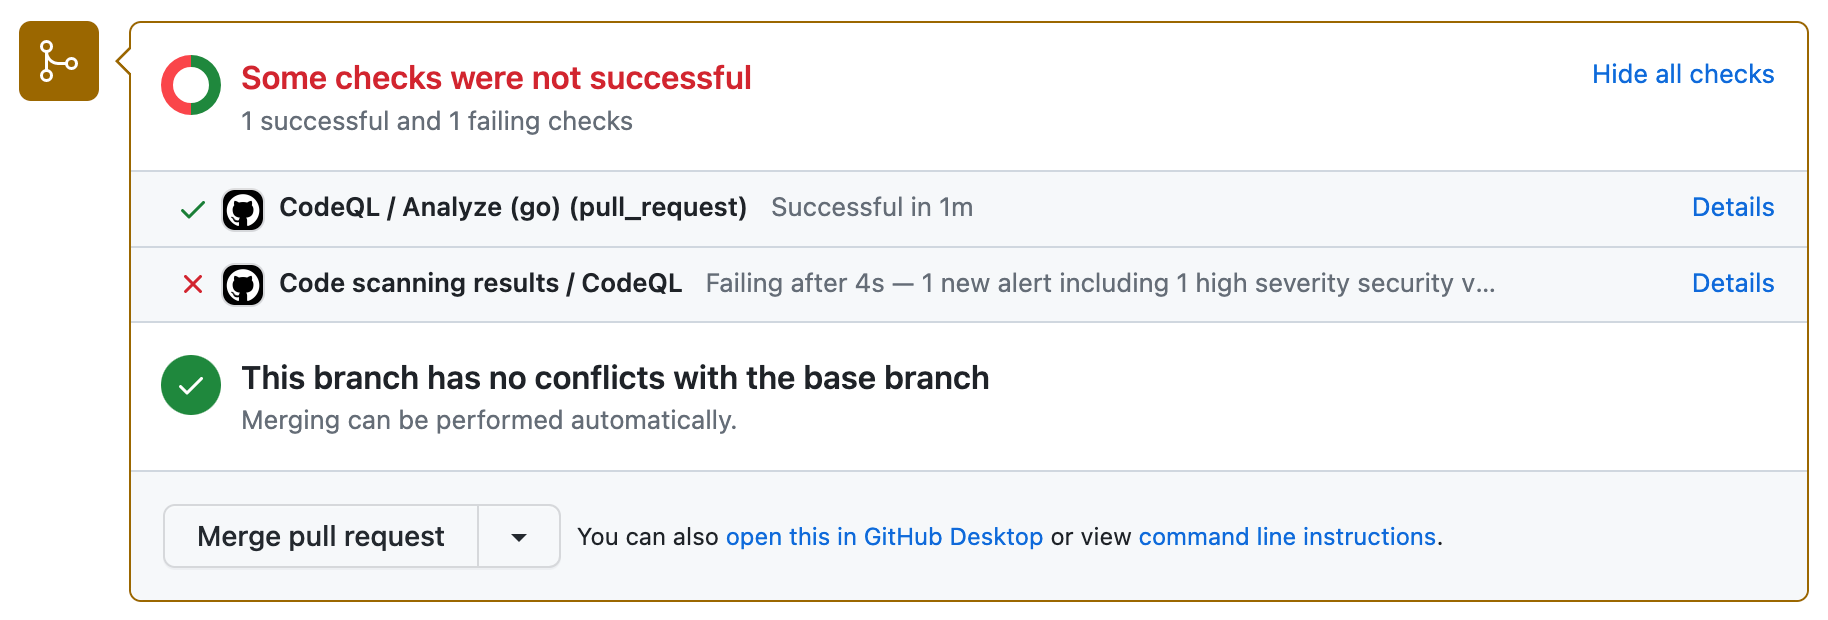 Some checks were not successful
Hide all checks
1 successful and 1 failing checks
CodeQL / Analyze (go) (pull_request) Successful in 1m Details
Code scanning results / CodeQL Failing after 4s — 1 new alert including 1 high severity security v... Details
This branch has no conflicts with the base branch
Merging can be performed automatically.
Merge pull request You can also open this in GitHub Desktop or view command line instructions.